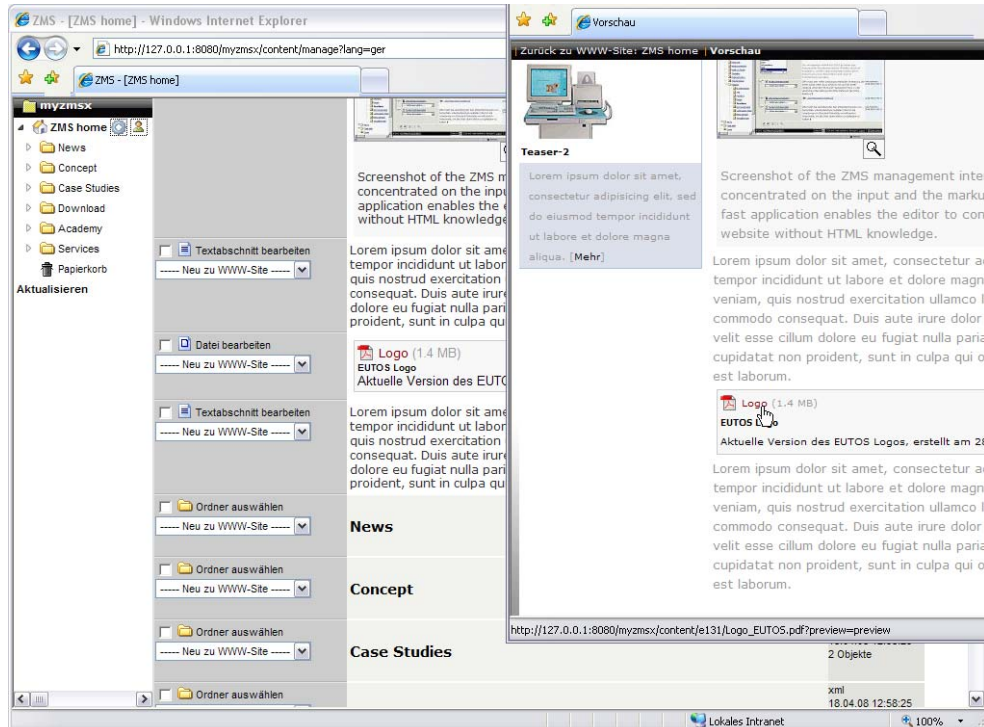 ZMS - [ZMS home] - Windows Internet Explorer
http://127.0.0.1:8080/myzmsx/content/manage?lang=ger
ZMS - [ZMS home]
myzmsx
ZMS home
News
Concept
Case Studies
Download
Academy
Services
Papierkorb
Aktualisieren
Screenshot of the ZMS m
concentrated on the inpu
application enables the e
without HTML knowledge
Textabschnitt bearbeiten
----- Neu zu WWW-Site -----
Lorem ipsum dolor sit ame
tempor incididunt ut labor
quis nostrud exercitation
consequat. Duis aute irure
dolore eu fugiat nulla pari
proident, sunt in culpa qu
Datei bearbeiten
----- Neu zu WWW-Site -----
Logo (1.4 MB)
EUTOS Logo
Aktuelle Version des EUTO
Textabschnitt bearbeiten
----- Neu zu WWW-Site -----
Lorem ipsum dolor sit ame
tempor incididunt ut labor
quis nostrud exercitation
consequat. Duis aute irure
dolore eu fugiat nulla pari
proident, sunt in culpa qu
Ordner auswählen
----- Neu zu WWW-Site -----
News
Ordner auswählen
----- Neu zu WWW-Site -----
Concept
Ordner auswählen
----- Neu zu WWW-Site -----
Case Studies
2 Objekte
Ordner auswählen
xml
18.04.08 12:58:25
Lokales Intranet
100%
Vorschau
Zurück zu WWW-Site: ZMS home | Vorschau
Teaser-2
Lorem ipsum dolor sit amet,
consectetur adipisicing elit, sed
do eiusmod tempor incididunt
ut labore et dolore magna
aliqua. [Mehr]
Screenshot of the ZMS management inte
concentrated on the input and the marku
fast application enables the editor to con
website without HTML knowledge.
Lorem ipsum dolor sit amet, consectetur a
tempor incididunt ut labore et dolore magn
veniam, quis nostrud exercitation ullamco l
commodo consequat. Duis aute irure dolor
velit esse cillum dolore eu fugiat nulla paria
cupidatat non proident, sunt in culpa qui o
est laborum.
Logo (1.4 MB)
EUTOS Logo
Aktuelle Version des EUTOS Logos, erstellt am 28
Lorem ipsum dolor sit amet, consectetur a
tempor incididunt ut labore et dolore magn
veniam, quis nostrud exercitation ullamco l
commodo consequat. Duis aute irure dolor
velit esse cillum dolore eu fugiat nulla paria
cupidatat non proident, sunt in culpa qui o
est laborum.
http://127.0.0.1:8080/myzmsx/content/e131/Logo_EUTOS.pdf?preview=preview